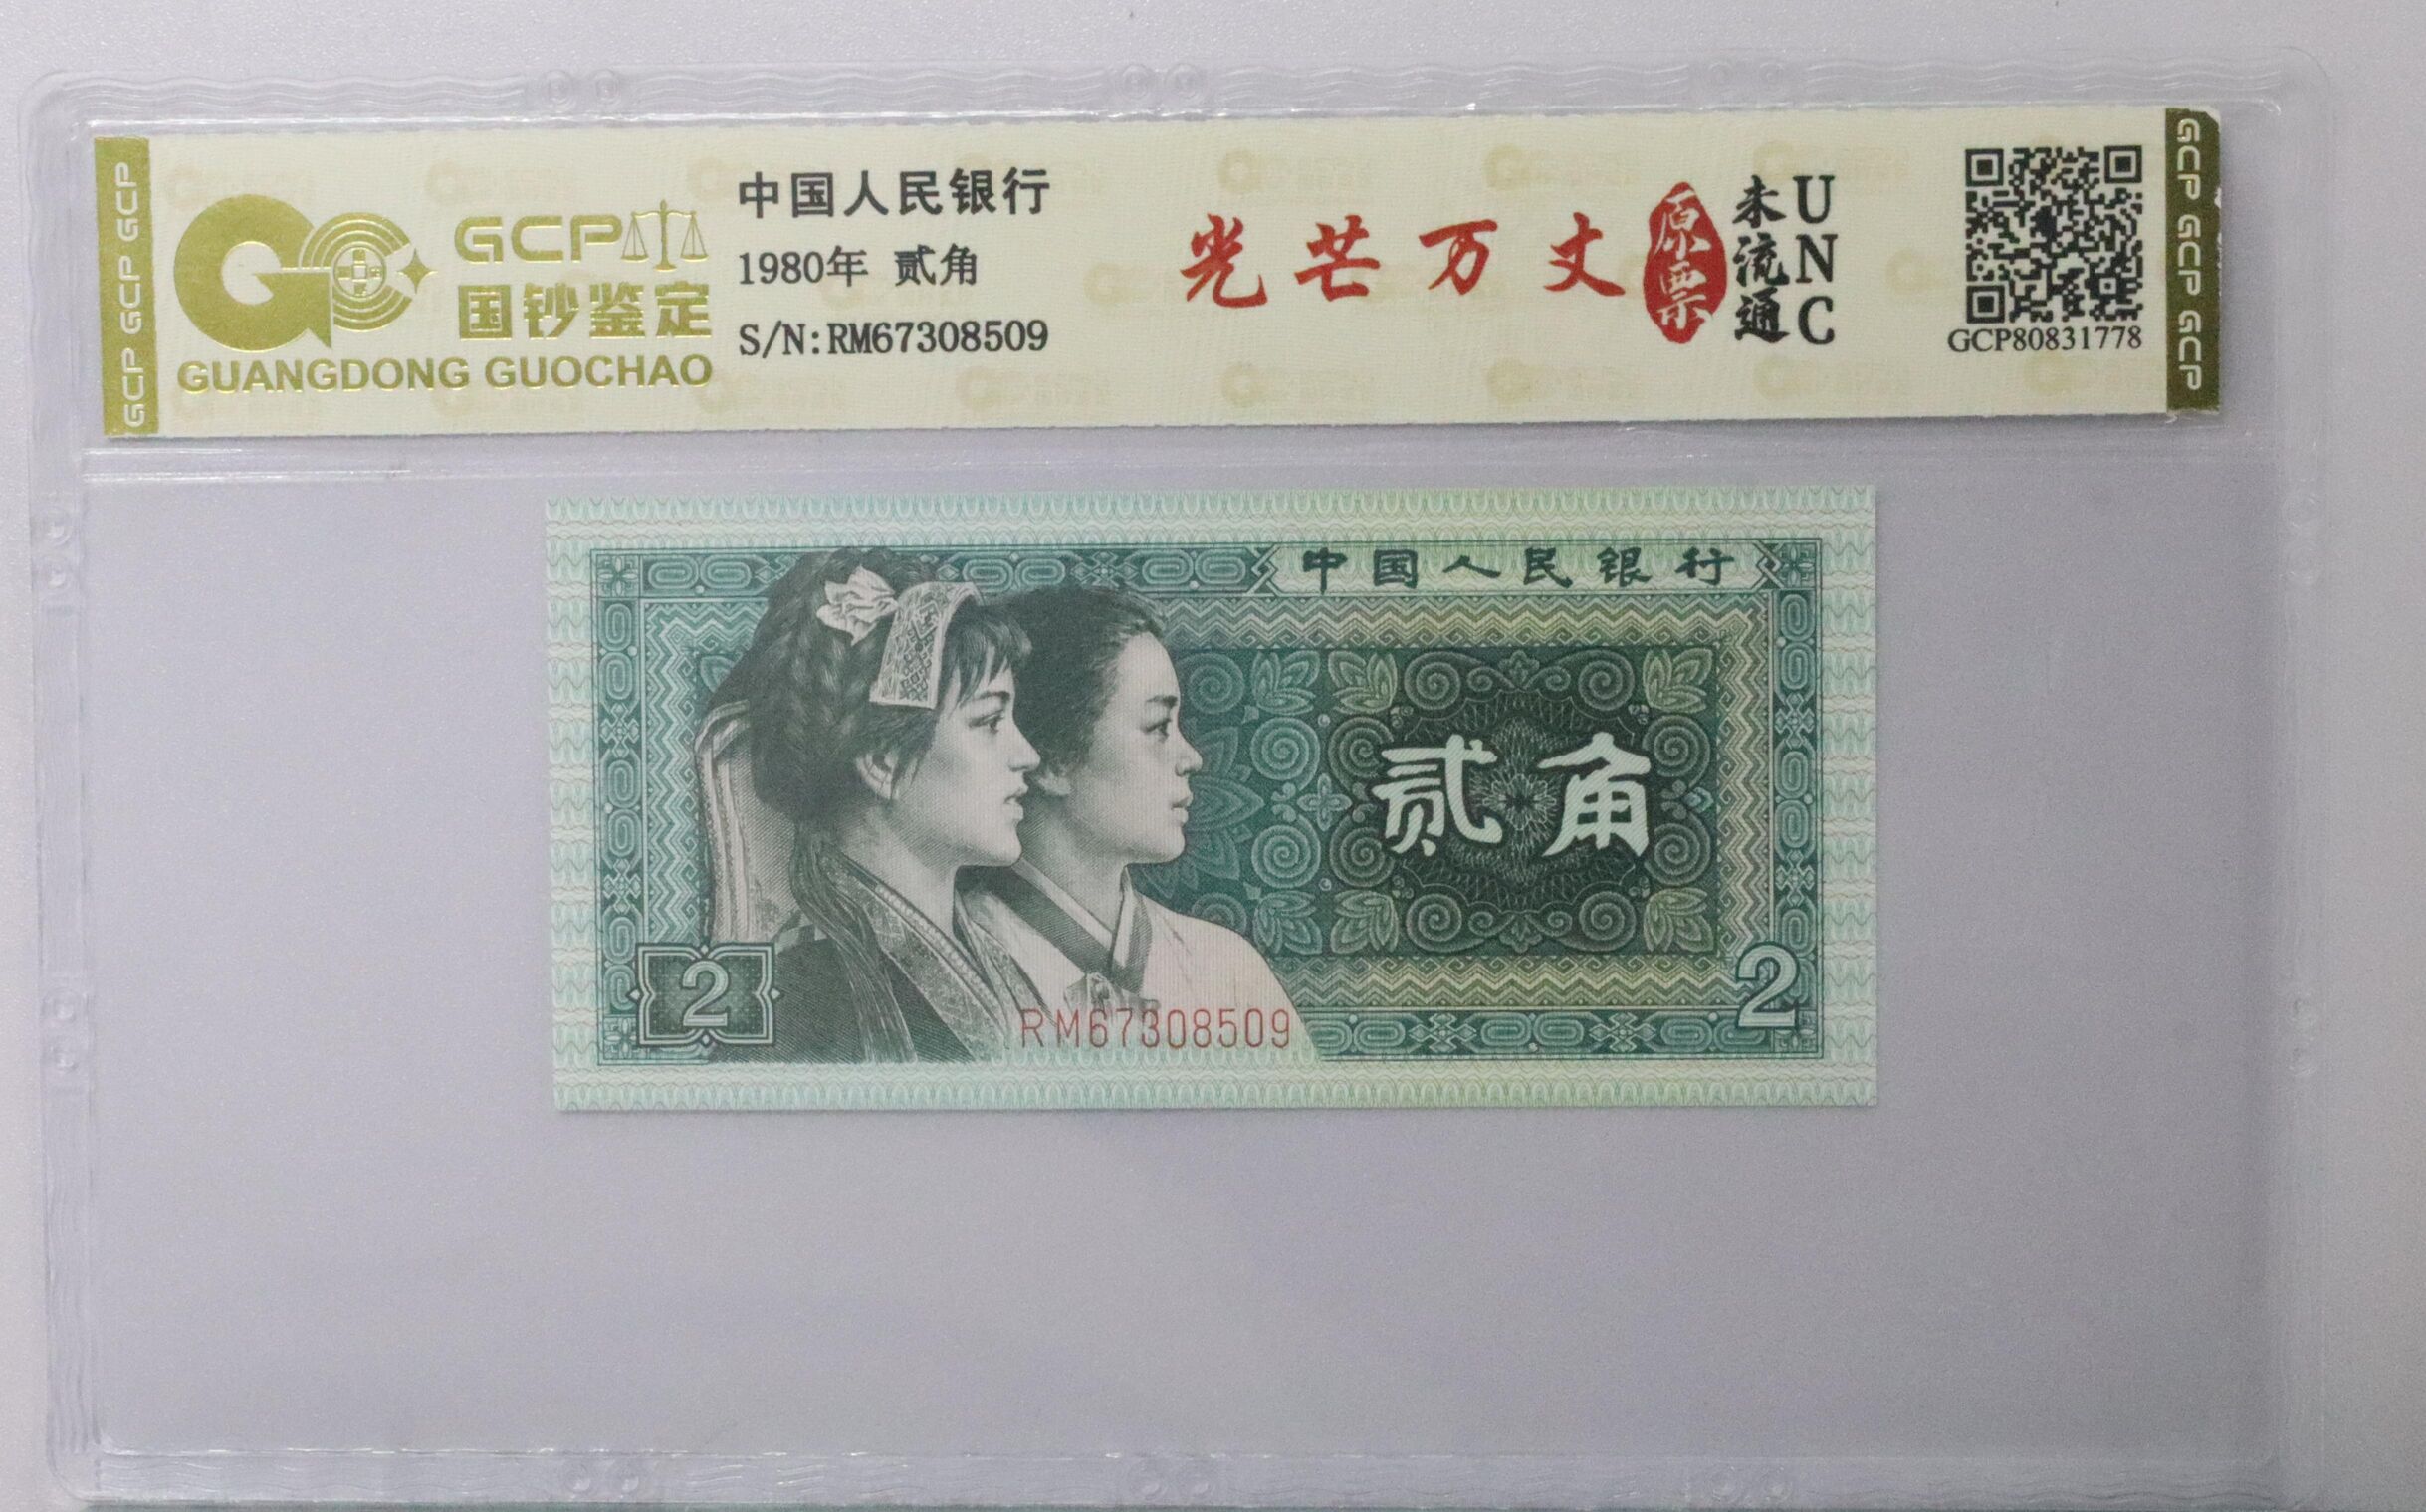 GCP GCP GCP
GCP
国钞鉴定
GUANGDONG GUOCHAO
中国人民银行
1980年 贰角
S/N:RM67308509
光芒万丈
原票
未流通
UNC
GCP80831778
GCP GCP GCP
中国人民银行
贰角
2
RM67308509
2